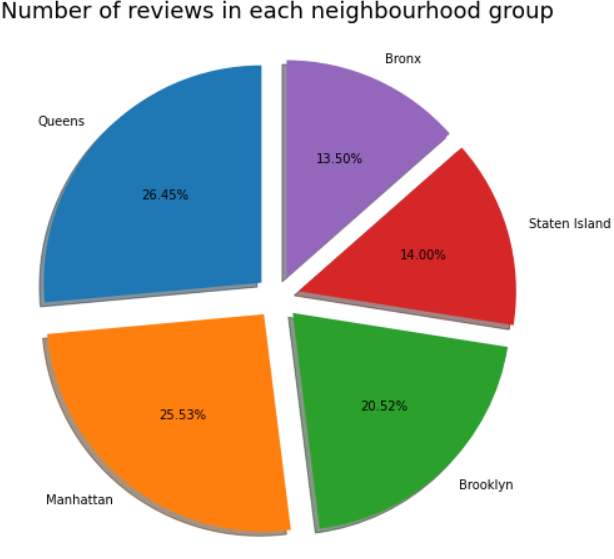 Number of reviews in each neighbourhood group
Bronx
Queens
13.50%
26.45%
Staten Island
14.00%
20.52%
25.53%
Brooklyn
Manhattan